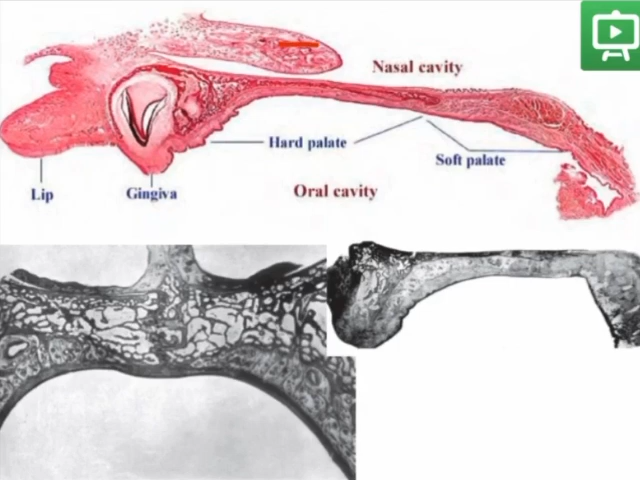 Nasal cavity
Hard palate
Soft palate
Lip
Gingiva
Oral cavity